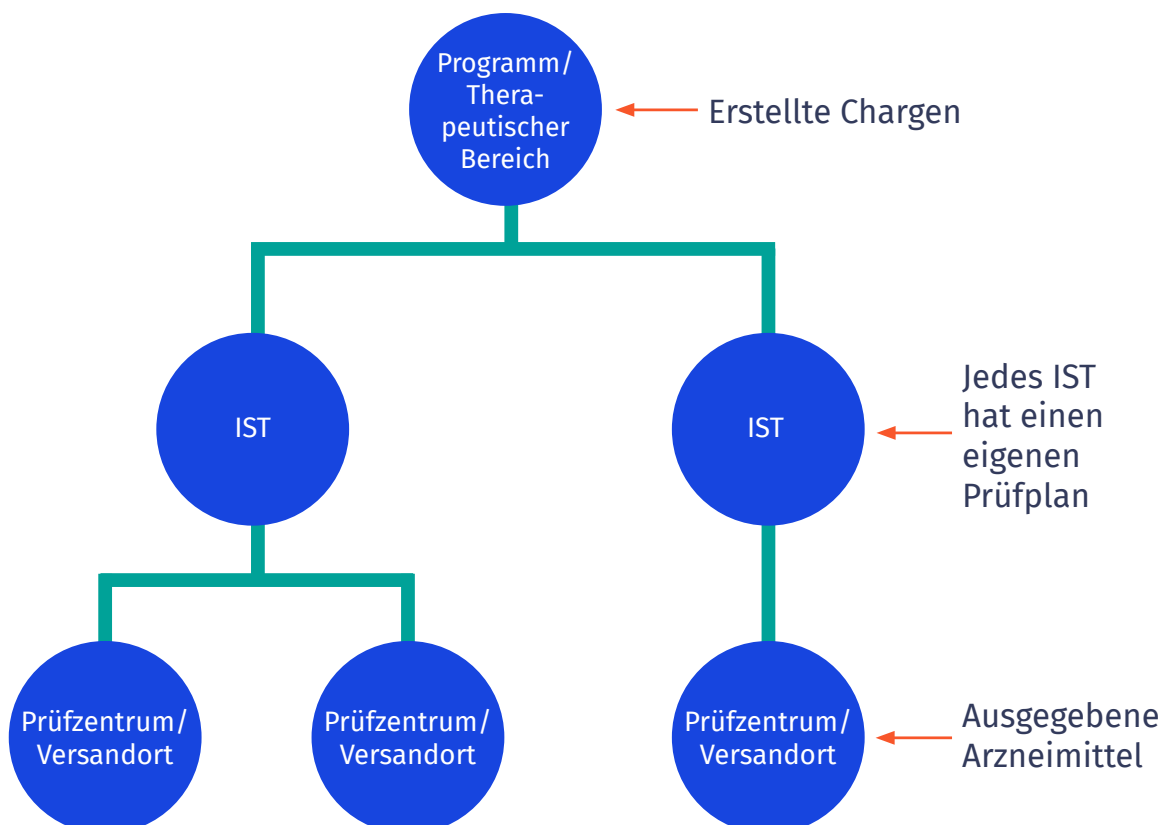 Programm/
Thera-
peutischer
Bereich
Erstellte Chargen
IST
IST
Jedes IST
hat einen
eigenen
Prüfplan
Prüfzentrum/
Versandort
Prüfzentrum/
Versandort
Prüfzentrum/
Versandort
Ausgegebene
Arzneimittel